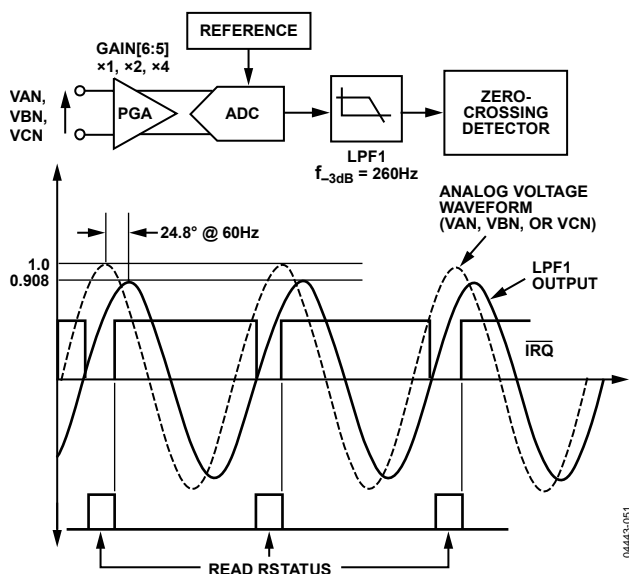 REFERENCE
GAIN[6:5]
×1, ×2, ×4
VAN,
VBN,
VCN
PGA
ADC
LPF1
f–3dB = 260Hz
ZERO-
CROSSING
DETECTOR
ANALOG VOLTAGE
WAVEFORM
(VAN, VBN, OR VCN)
24.8° @ 60Hz
1.0
0.908
LPF1
OUTPUT
IRQ
READ RSTATUS
04443-051